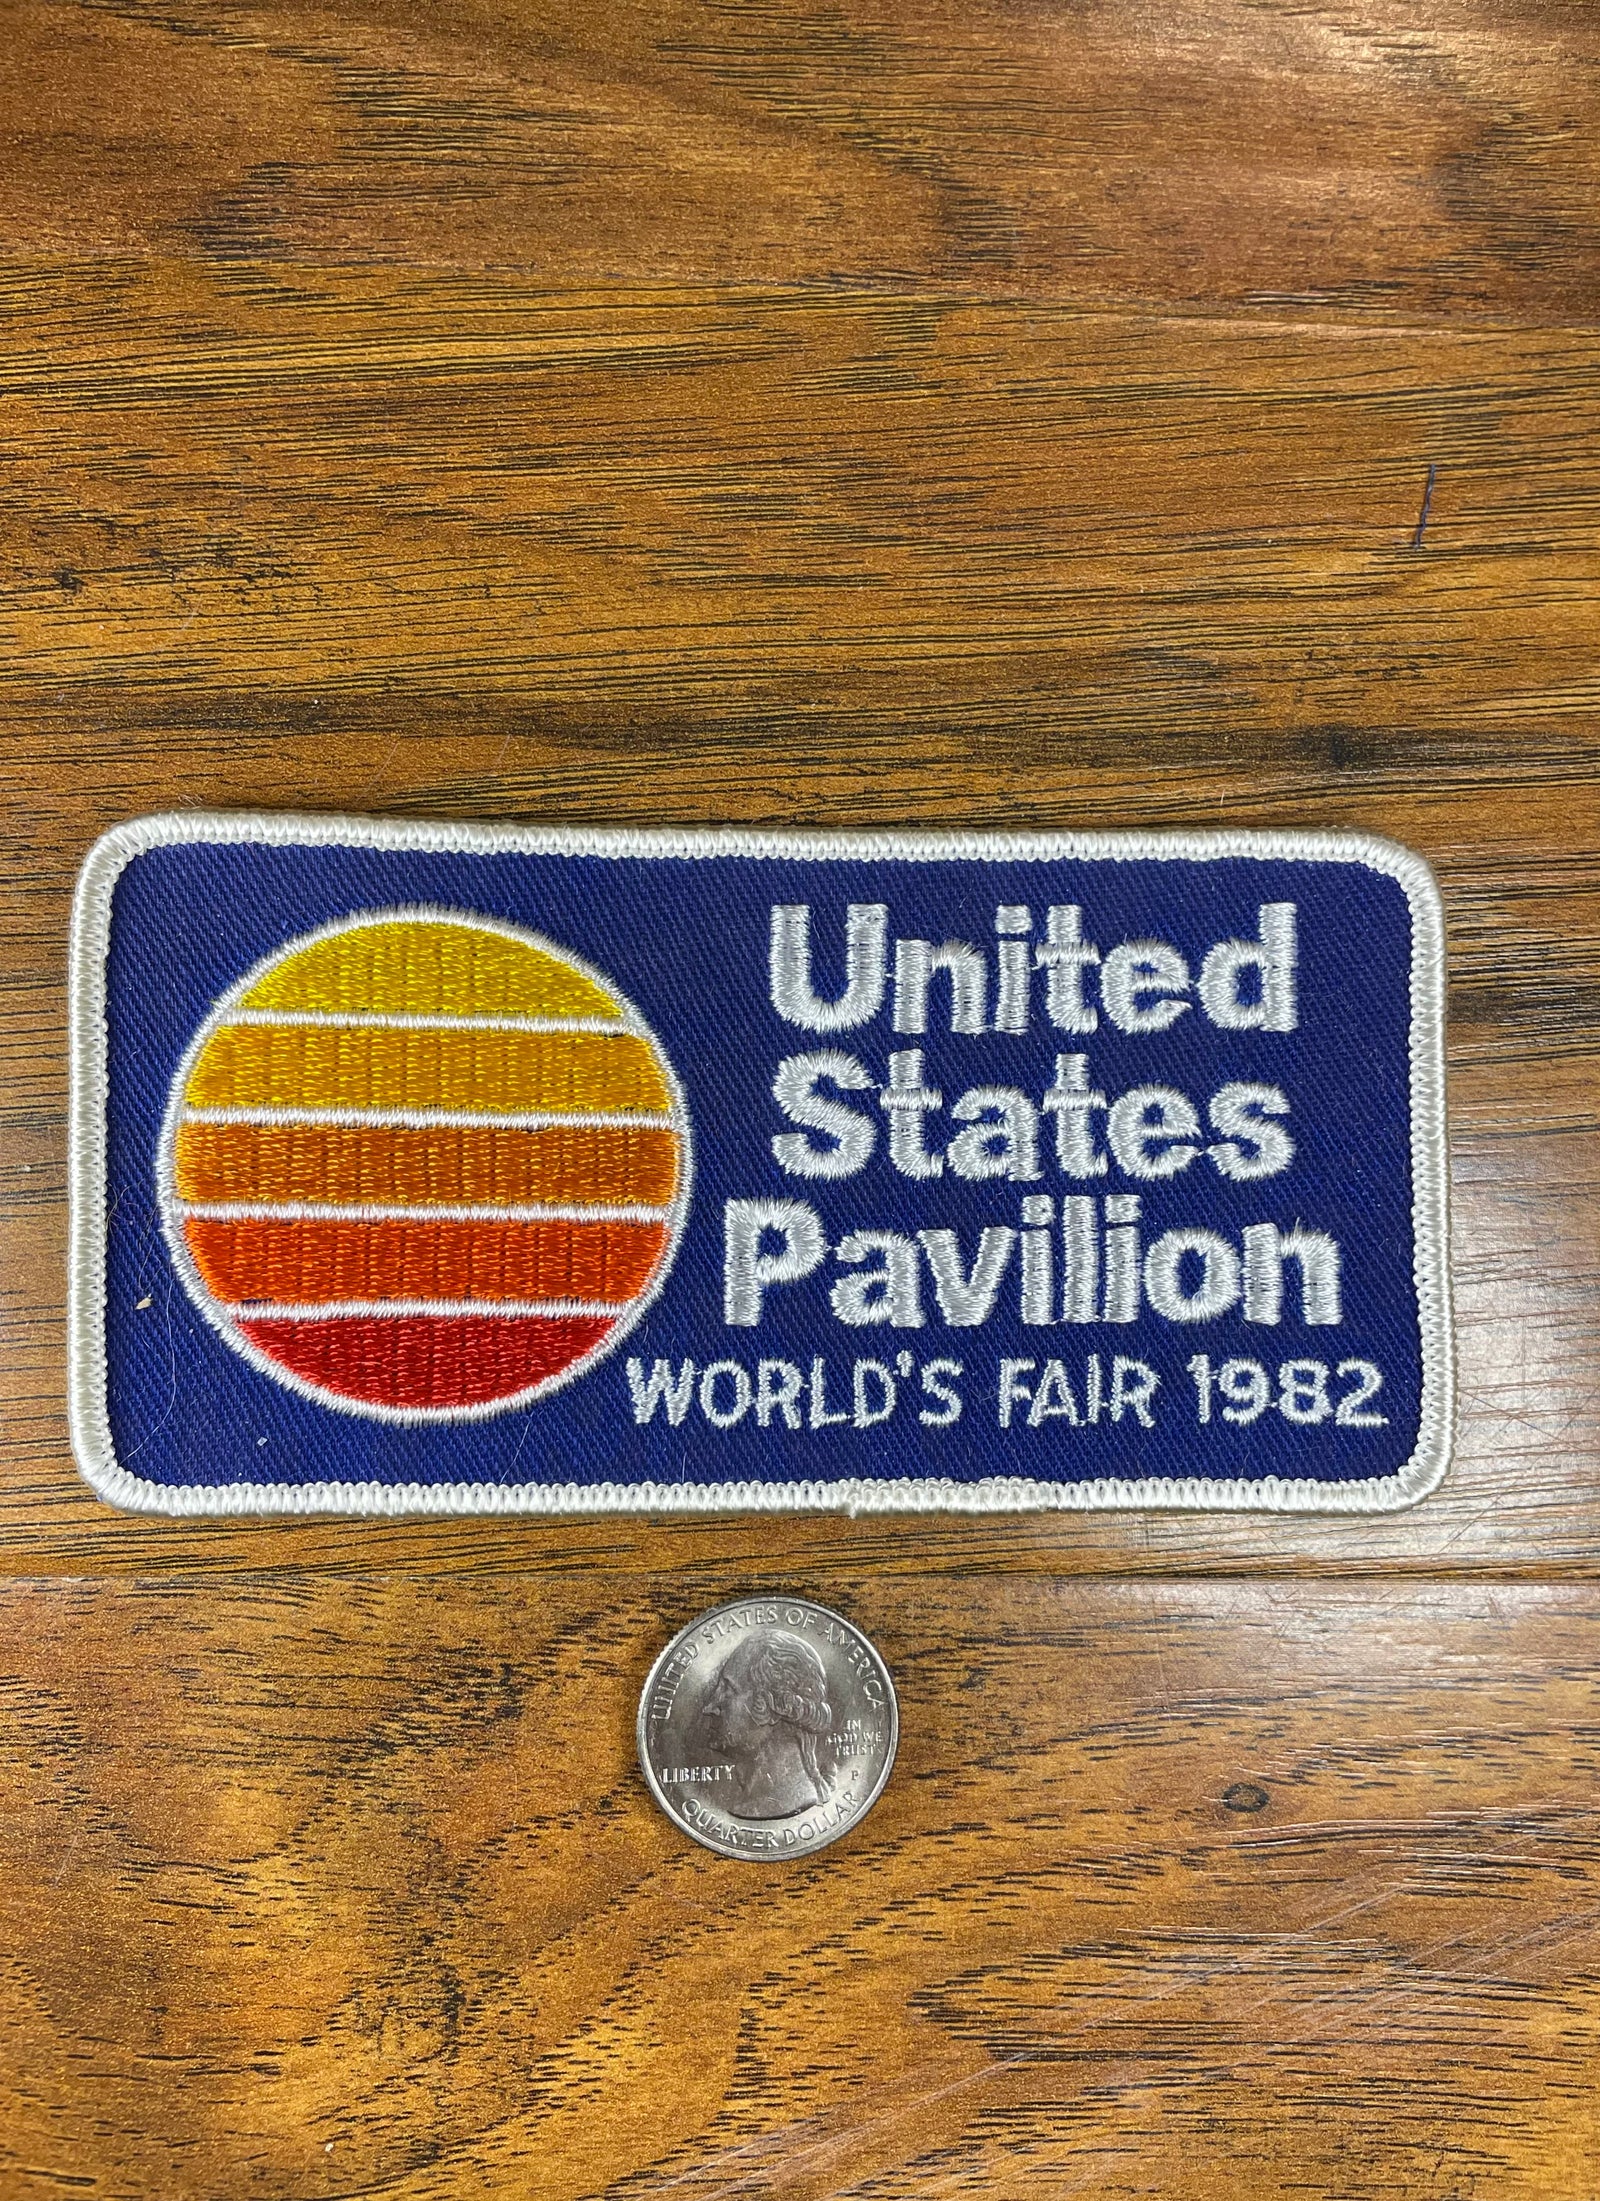 United
States
Pavilion
WORLD'S FAIR 1982
UNITED STATES OF AMERICA
IN
GOD WE
TRUST
LIBERTY
P
QUARTER DOLLAR